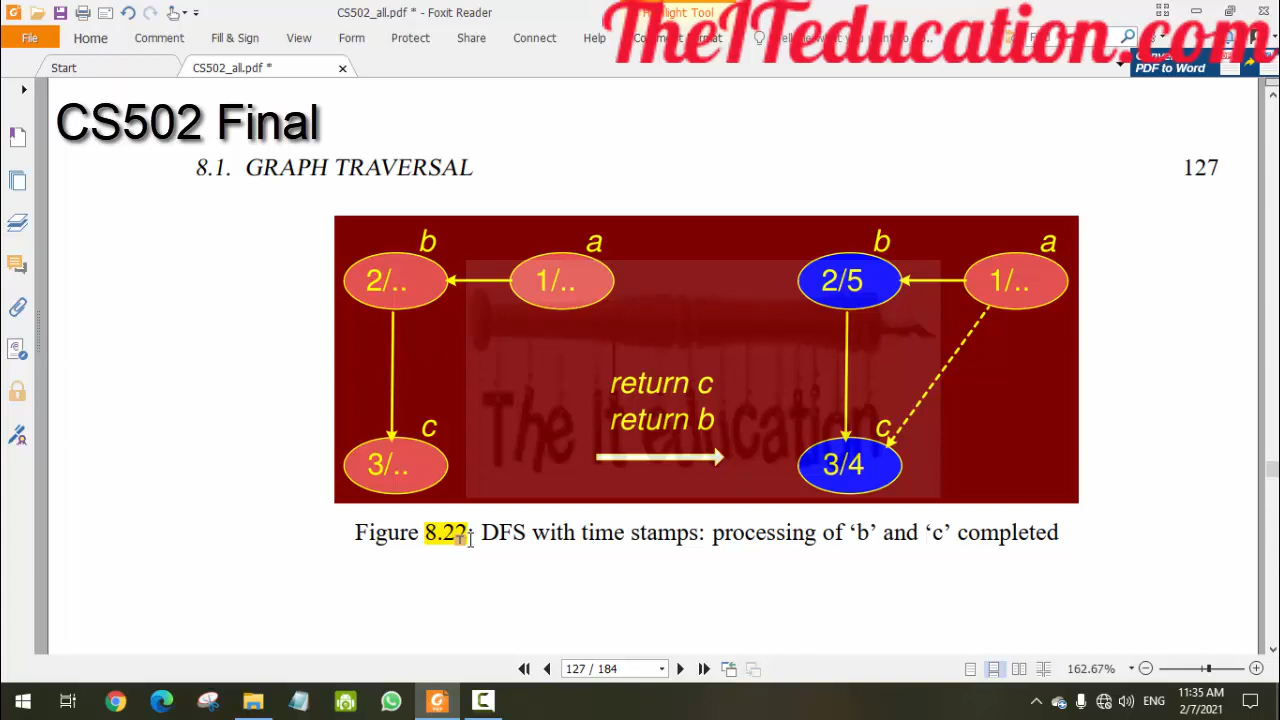 CS502_all.pdf * - Foxit Reader
TheITeducation.com
File Home Comment Fill & Sign View Form Protect Share Connect Help
Start CS502_all.pdf *
PDF to Word
CS502 Final
8.1. GRAPH TRAVERSAL 127
b a b a
2/.. 1/.. 2/5 1/..
return c
return b
The It education
c c
3/.. 3/4
Figure 8.22: DFS with time stamps: processing of ‘b’ and ‘c’ completed
127 / 184 162.67%
ENG 11:35 AM
2/7/2021